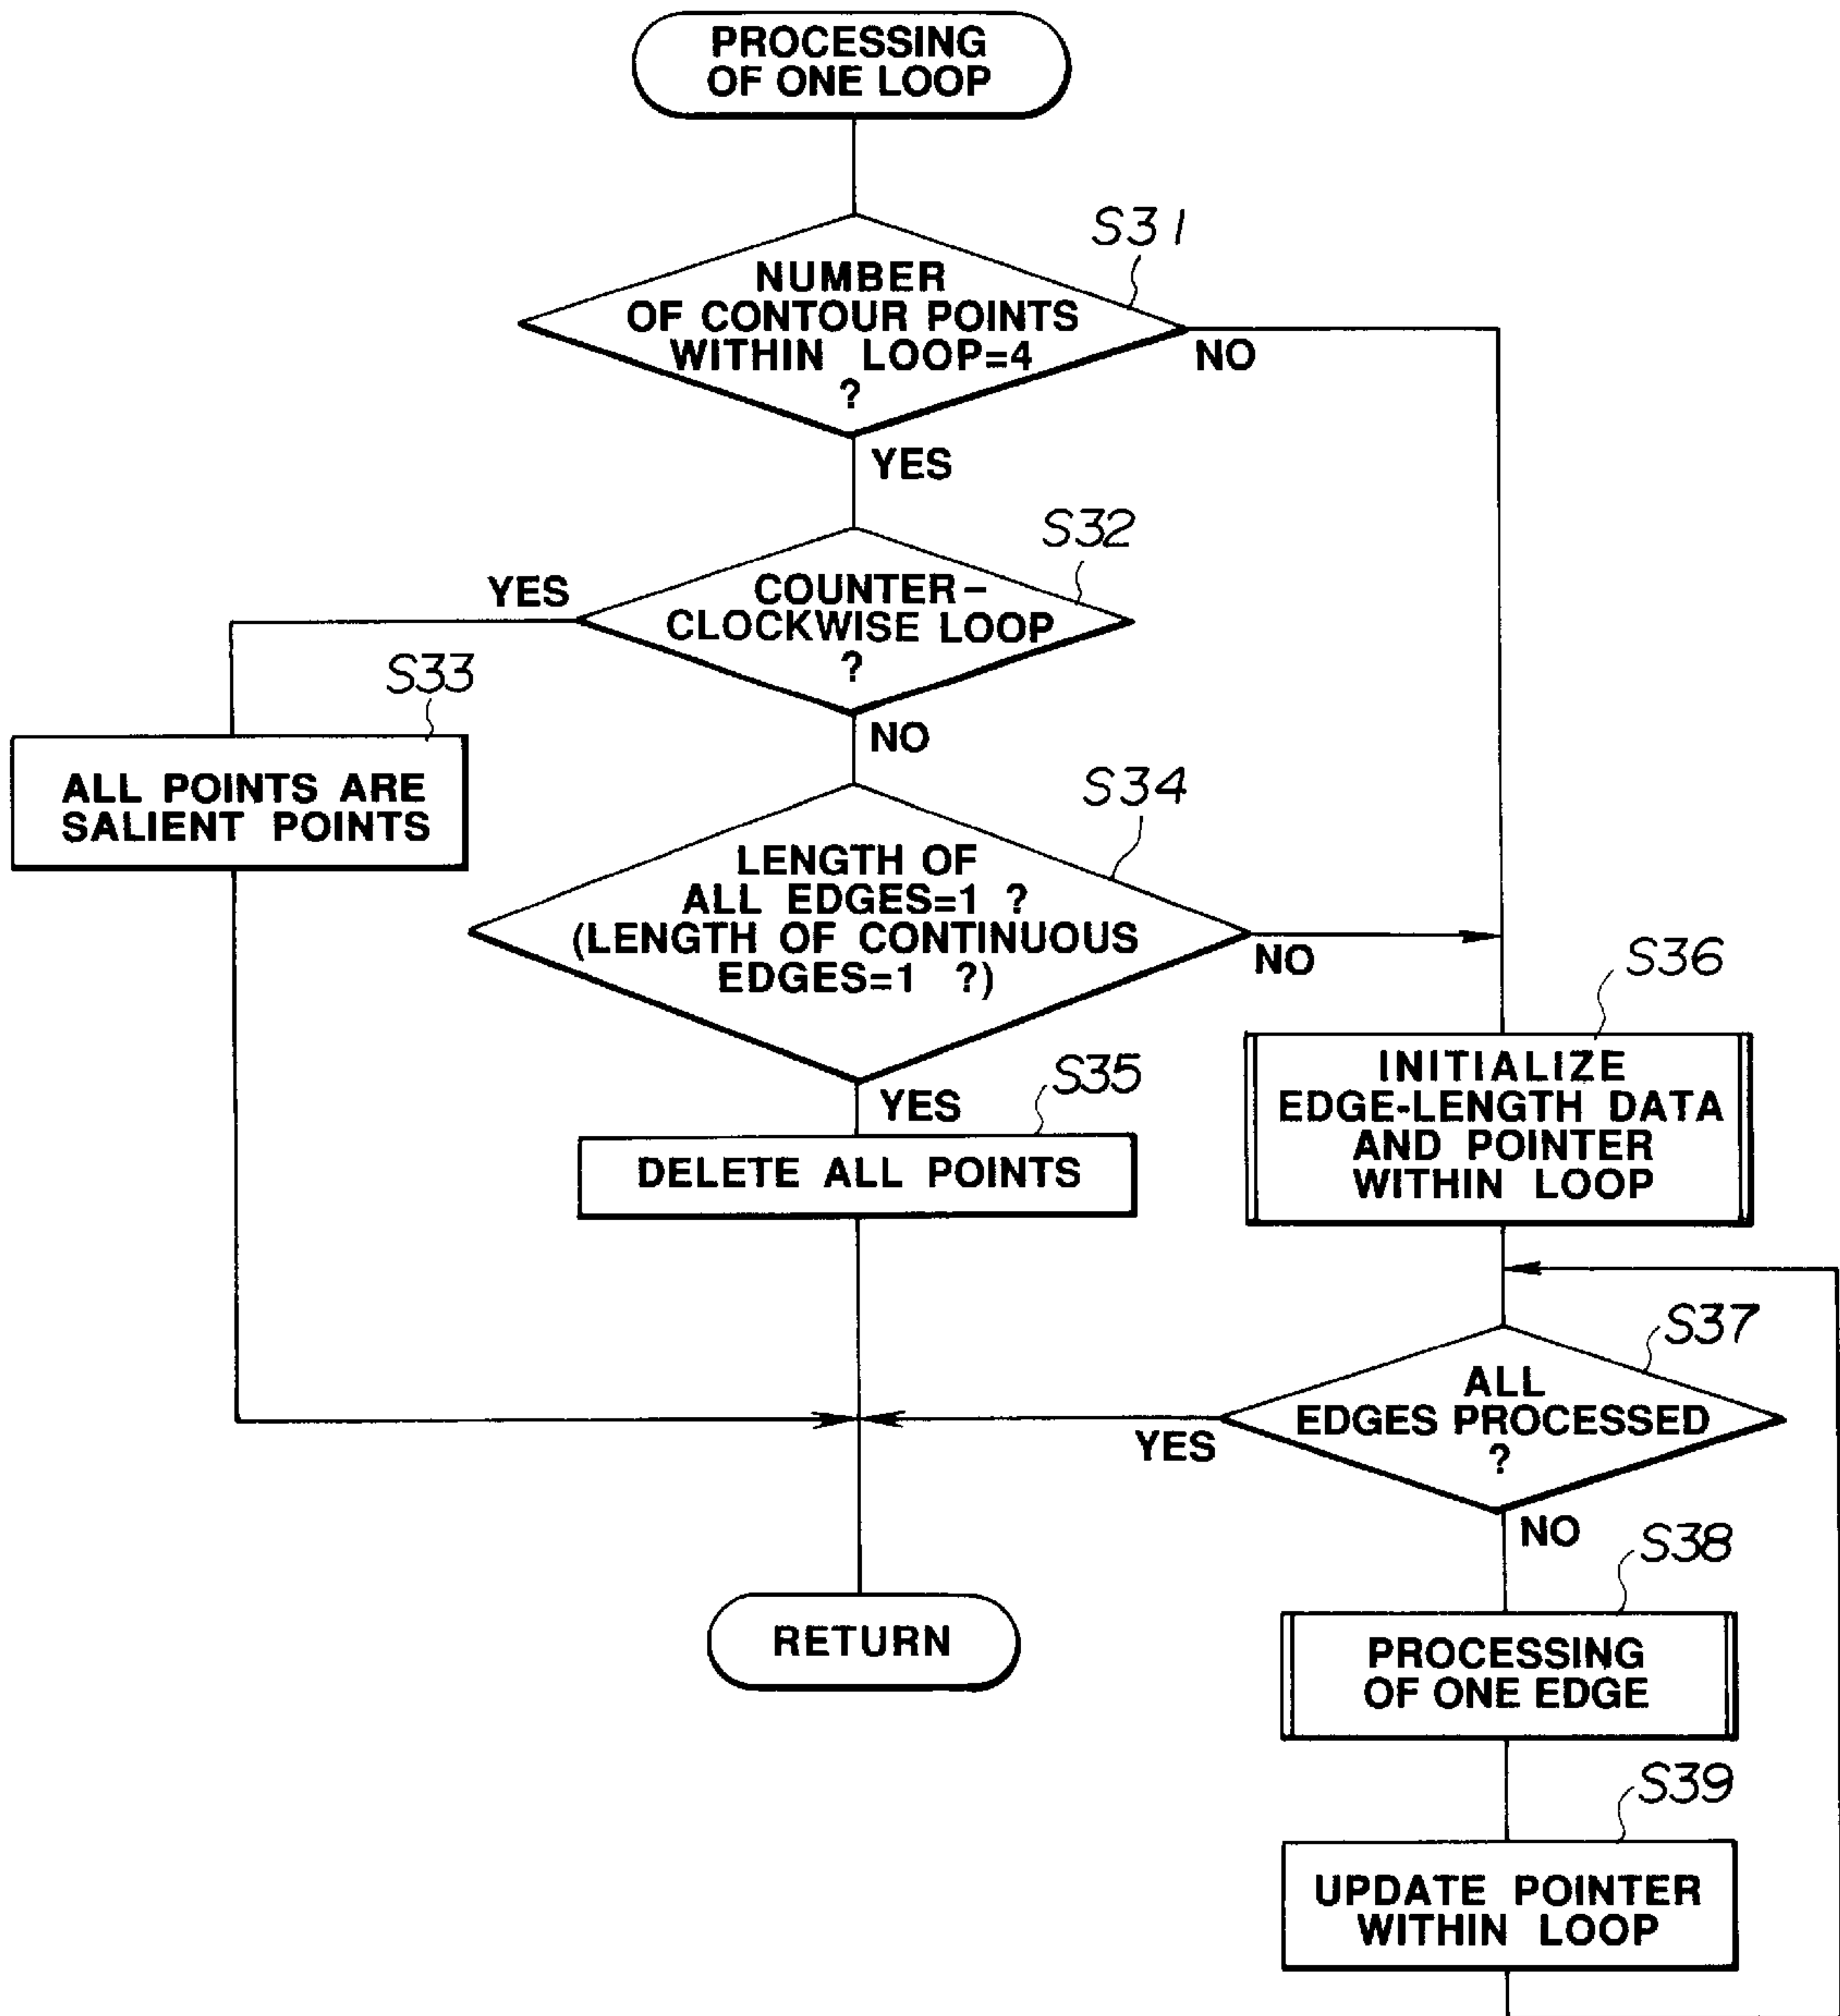 PROCESSING
OF ONE LOOP
S31
NUMBER
OF CONTOUR POINTS
WITHIN LOOP=4
?
NO
YES
S32
COUNTER-
CLOCKWISE LOOP
?
YES
NO
S33
ALL POINTS ARE
SALIENT POINTS
S34
LENGTH OF
ALL EDGES=1 ?
(LENGTH OF CONTINUOUS
EDGES=1 ?)
NO
YES
S35
DELETE ALL POINTS
S36
INITIALIZE
EDGE-LENGTH DATA
AND POINTER
WITHIN LOOP
S37
ALL
EDGES PROCESSED
?
YES
NO
S38
PROCESSING
OF ONE EDGE
RETURN
S39
UPDATE POINTER
WITHIN LOOP